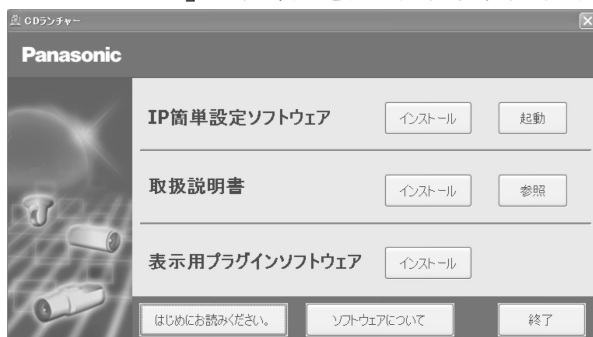 CDランチャー
Panasonic
IP簡単設定ソフトウェア インストール 起動
取扱説明書 インストール 参照
表示用プラグインソフトウェア インストール
はじめにお読みください。 ソフトウェアについて 終了